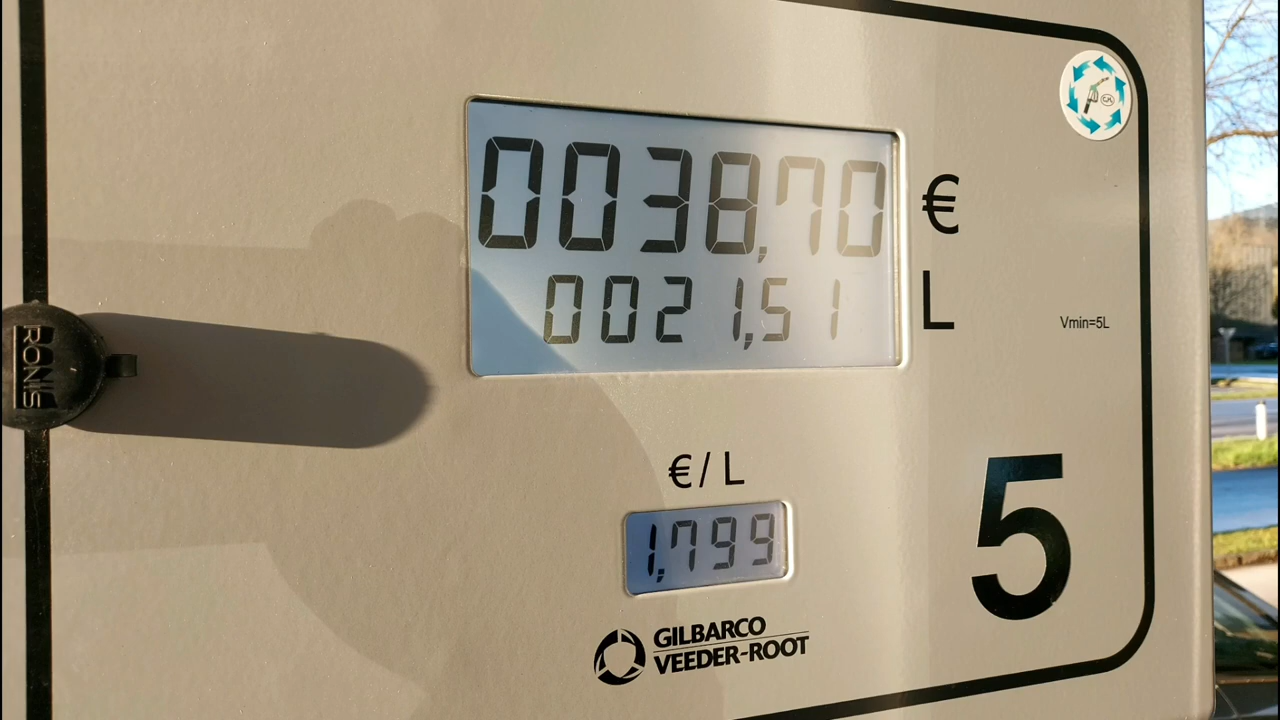 0038,70 €
0021,51 L
Vmin=5L
RONIS
€/L
1,799
5
GILBARCO
VEEDER-ROOT